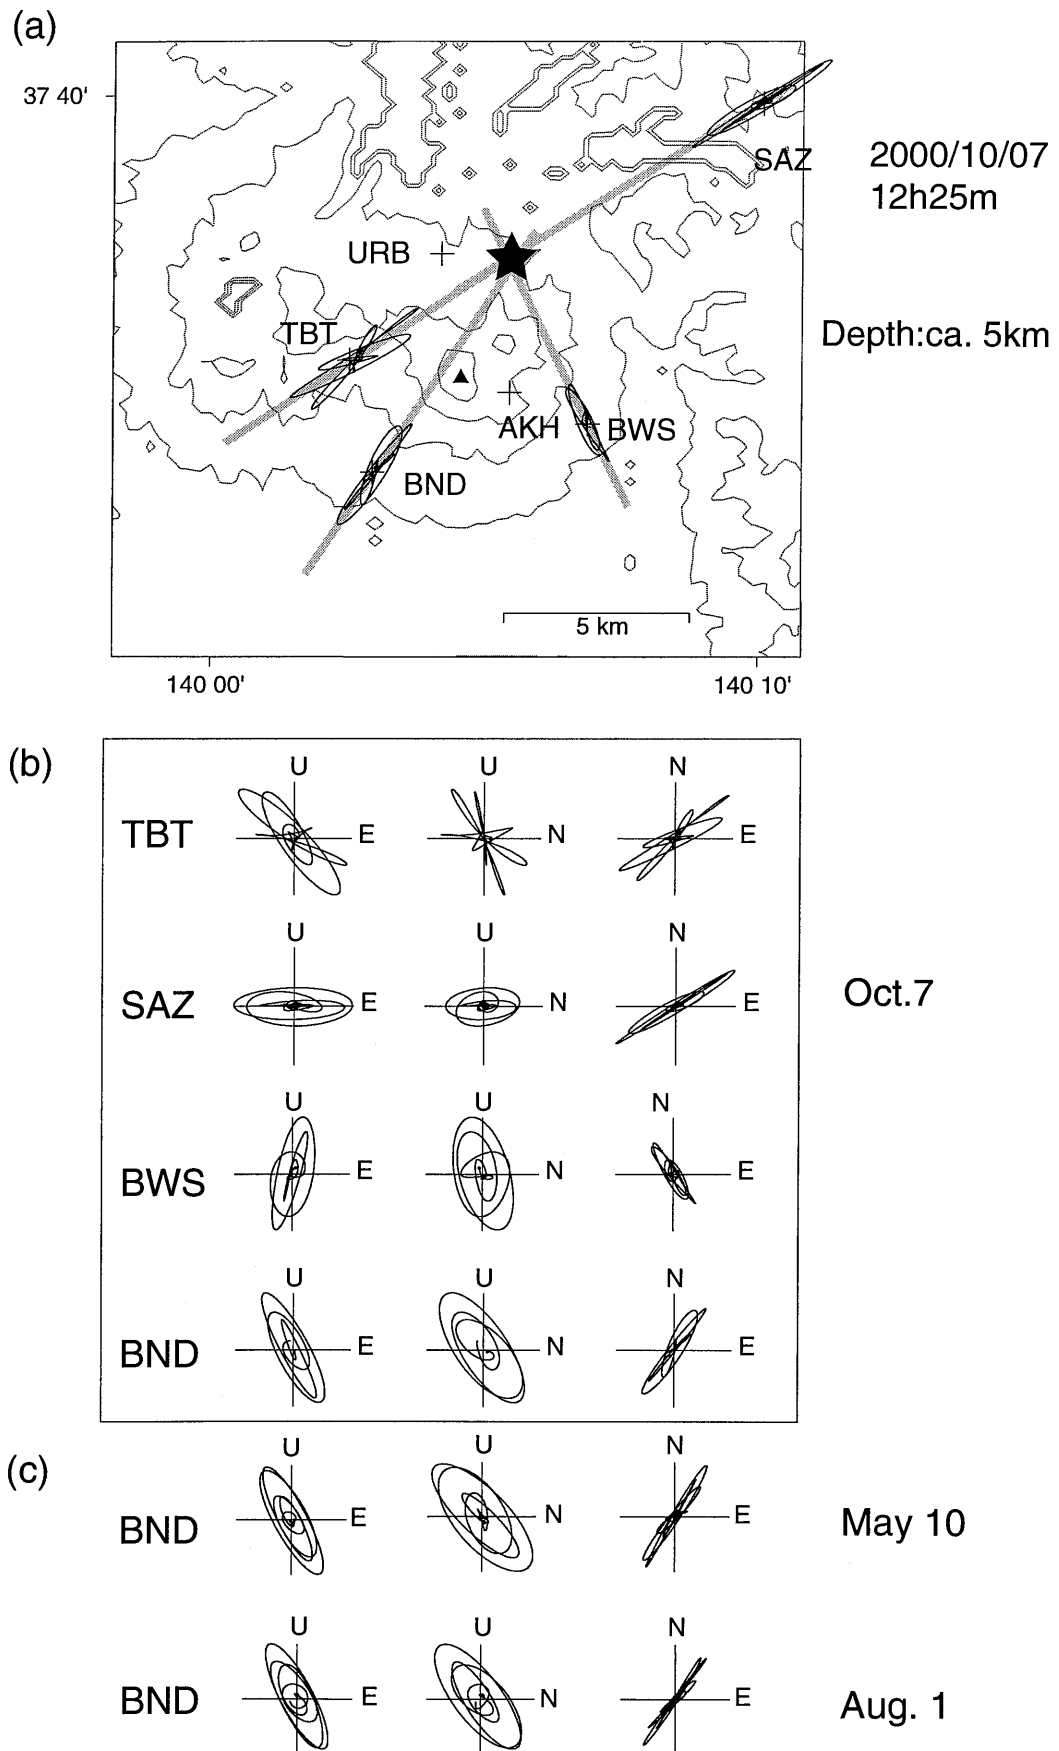 (a)
37 40'
SAZ
2000/10/07
12h25m
URB
TBT
Depth:ca. 5km
AKH
BWS
BND
5 km
140 00'
140 10'
(b)
U
U
N
TBT
E
N
E
U
U
N
SAZ
E
N
E
Oct.7
U
U
N
BWS
E
N
E
U
U
N
BND
E
N
E
(c)
U
U
N
BND
E
N
E
May 10
U
U
N
BND
E
N
E
Aug. 1